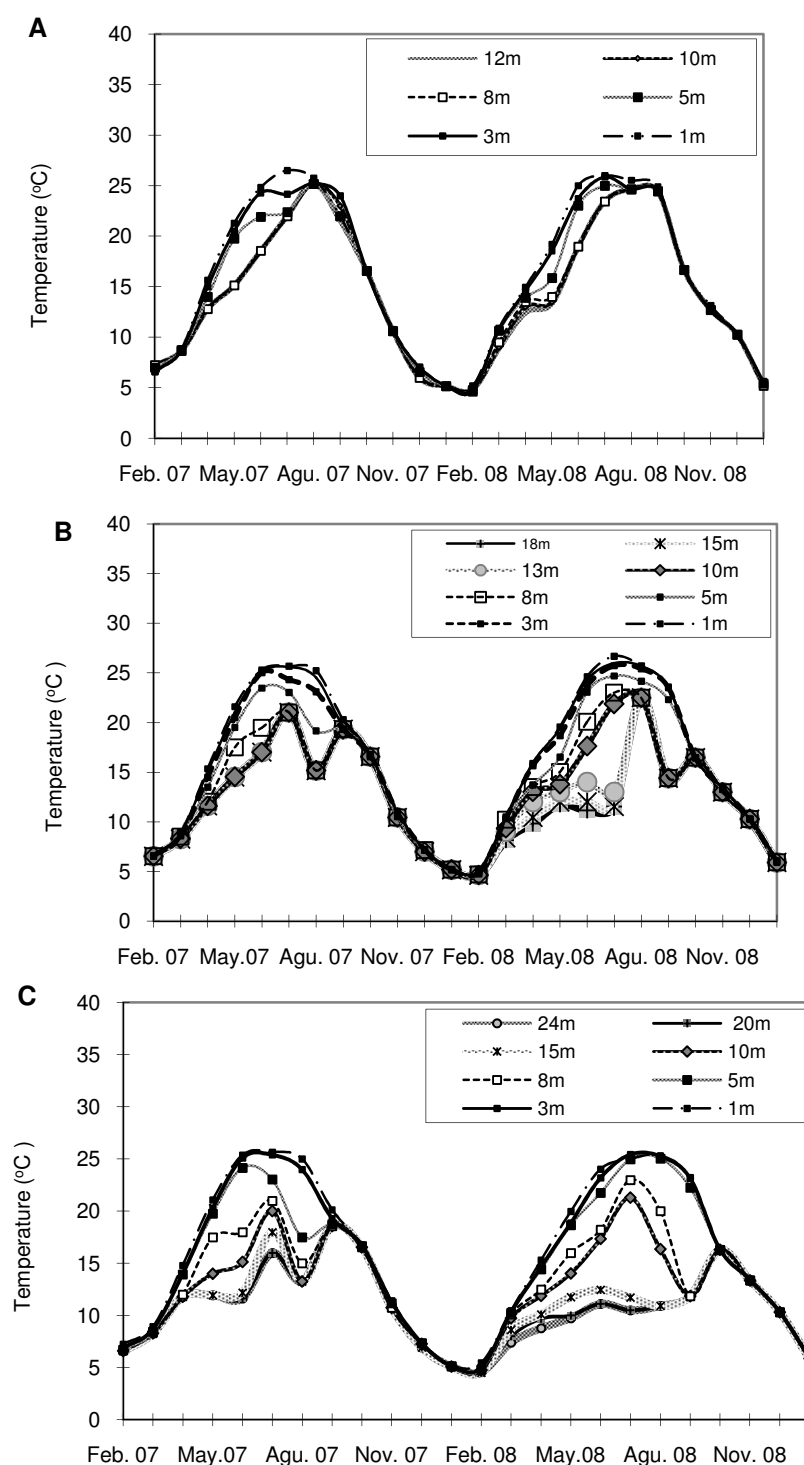 A
40
35
30
25
20
15
10
5
0
Temperature (ºC)
12m 10m
8m 5m
3m 1m
Feb. 07 May.07 Agu. 07 Nov. 07 Feb. 08 May.08 Agu. 08 Nov. 08
B
40
35
30
25
20
15
10
5
0
Temperature (ºC )
18m 15m
13m 10m
8m 5m
3m 1m
Feb. 07 May.07 Agu. 07 Nov. 07 Feb. 08 May.08 Agu. 08 Nov. 08
C
40
35
30
25
20
15
10
5
0
Temperature (ºC )
24m 20m
15m 10m
8m 5m
3m 1m
Feb. 07 May.07 Agu. 07 Nov. 07 Feb. 08 May.08 Agu. 08 Nov. 08